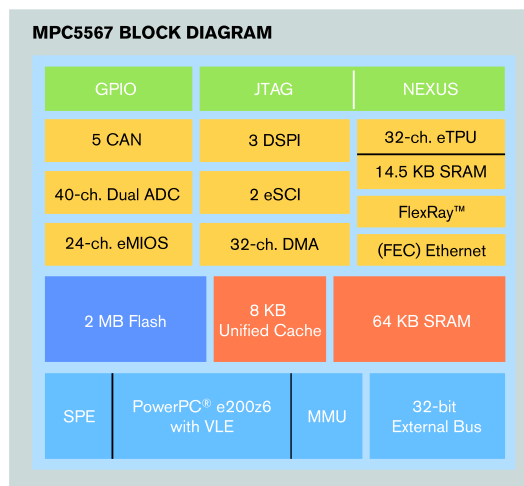 MPC5567 BLOCK DIAGRAM
GPIO
JTAG
NEXUS
5 CAN
3 DSPI
32-ch. eTPU
14.5 KB SRAM
40-ch. Dual ADC
2 eSCI
FlexRay™
24-ch. eMIOS
32-ch. DMA
(FEC) Ethernet
2 MB Flash
8 KB
Unified Cache
64 KB SRAM
SPE
PowerPC® e200z6
with VLE
MMU
32-bit
External Bus